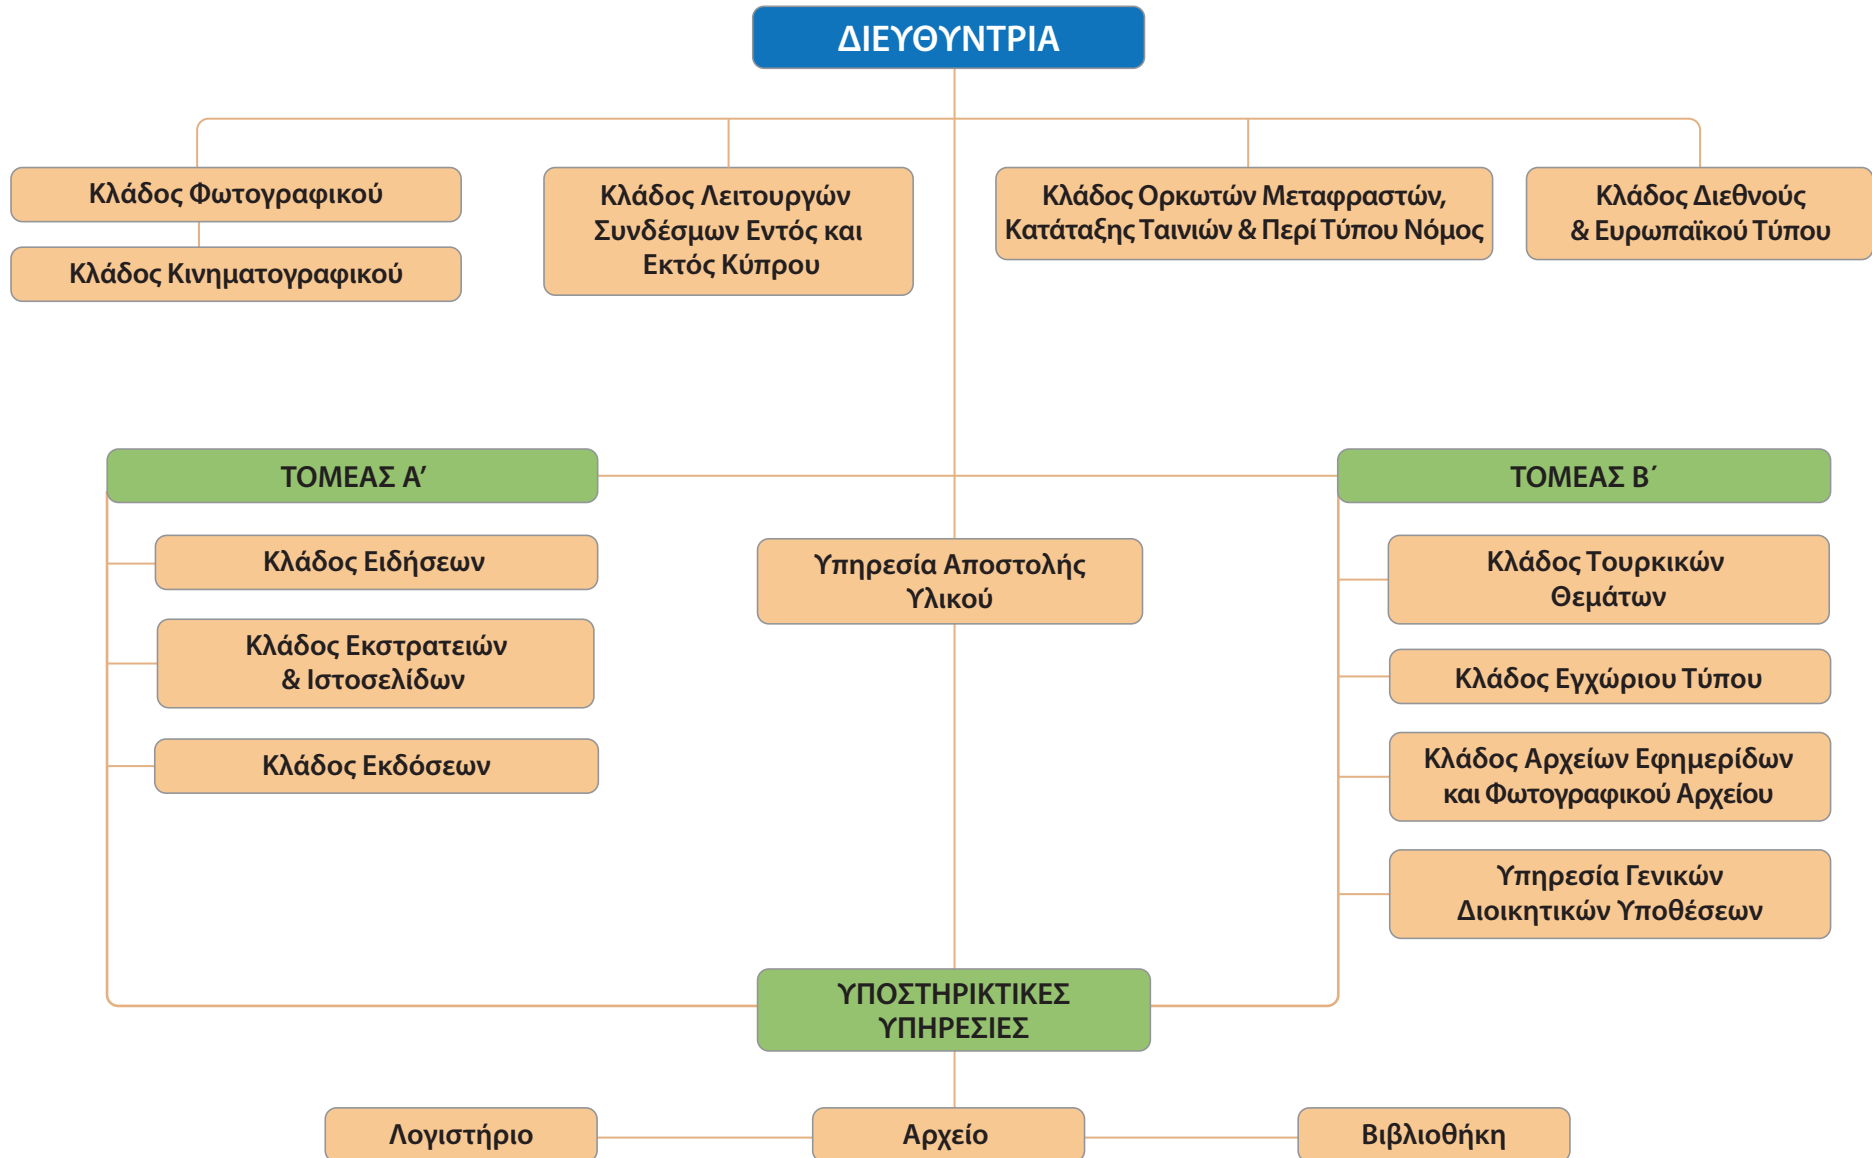 ΔΙΕΥΘΥΝΤΡΙΑ
Κλάδος Φωτογραφικού
Κλάδος Κινηματογραφικού
Κλάδος Λειτουργών
Συνδέσμων Εντός και
Εκτός Κύπρου
Κλάδος Ορκωτών Μεταφραστών,
Κατάταξης Ταινιών & Περί Τύπου Νόμος
Κλάδος Διεθνούς
& Ευρωπαϊκού Τύπου
ΤΟΜΕΑΣ Α’
Κλάδος Ειδήσεων
Κλάδος Εκστρατειών
& Ιστοσελίδων
Κλάδος Εκδόσεων
Υπηρεσία Αποστολής
Υλικού
ΤΟΜΕΑΣ Β΄
Κλάδος Τουρκικών
Θεμάτων
Κλάδος Εγχώριου Τύπου
Κλάδος Αρχείων Εφημερίδων
και Φωτογραφικού Αρχείου
Υπηρεσία Γενικών
Διοικητικών Υποθέσεων
ΥΠΟΣΤΗΡΙΚΤΙΚΕΣ
ΥΠΗΡΕΣΙΕΣ
Λογιστήριο
Αρχείο
Βιβλιοθήκη